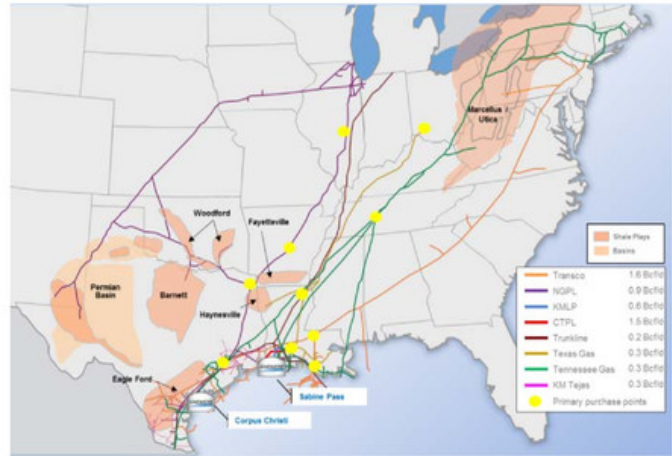 Marcellus /
Utica
Woodford
Fayetteville
Permian
Basin
Barnett
Haynesville
Eagle Ford
Sabine Pass
Corpus Christi
Shale Plays
Basins
Transco 1.6 Bcf/d
NGPL 0.9 Bcf/d
KMLP 0.6 Bcf/d
CTPL 1.5 Bcf/d
Trunkline 0.2 Bcf/d
Texas Gas 0.3 Bcf/d
Tennessee Gas 0.3 Bcf/d
KM Tejas 0.3 Bcf/d
Primary purchase points